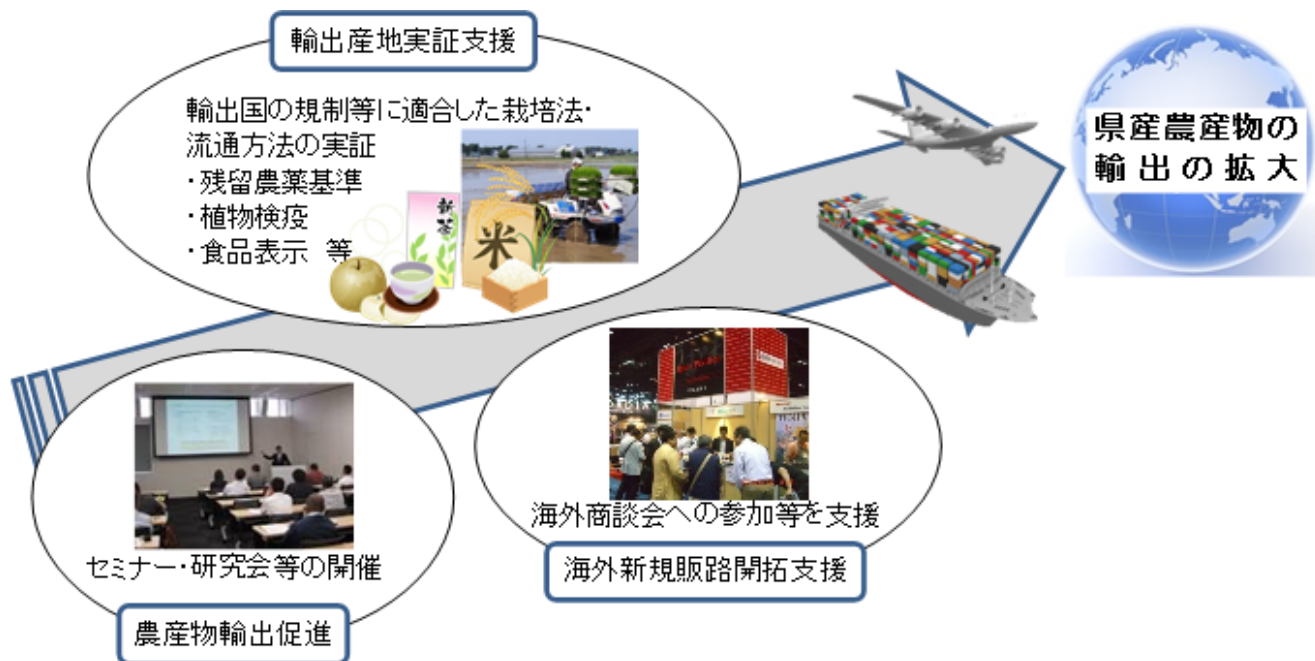 輸出産地実証支援
輸出国の規制等に適合した栽培法・
流通方法の実証
・残留農薬基準
・植物検疫
・食品表示　等
新茶
米
県産農産物の
輸出の拡大
セミナー・研究会等の開催
農産物輸出促進
海外商談会への参加等を支援
海外新規販路開拓支援